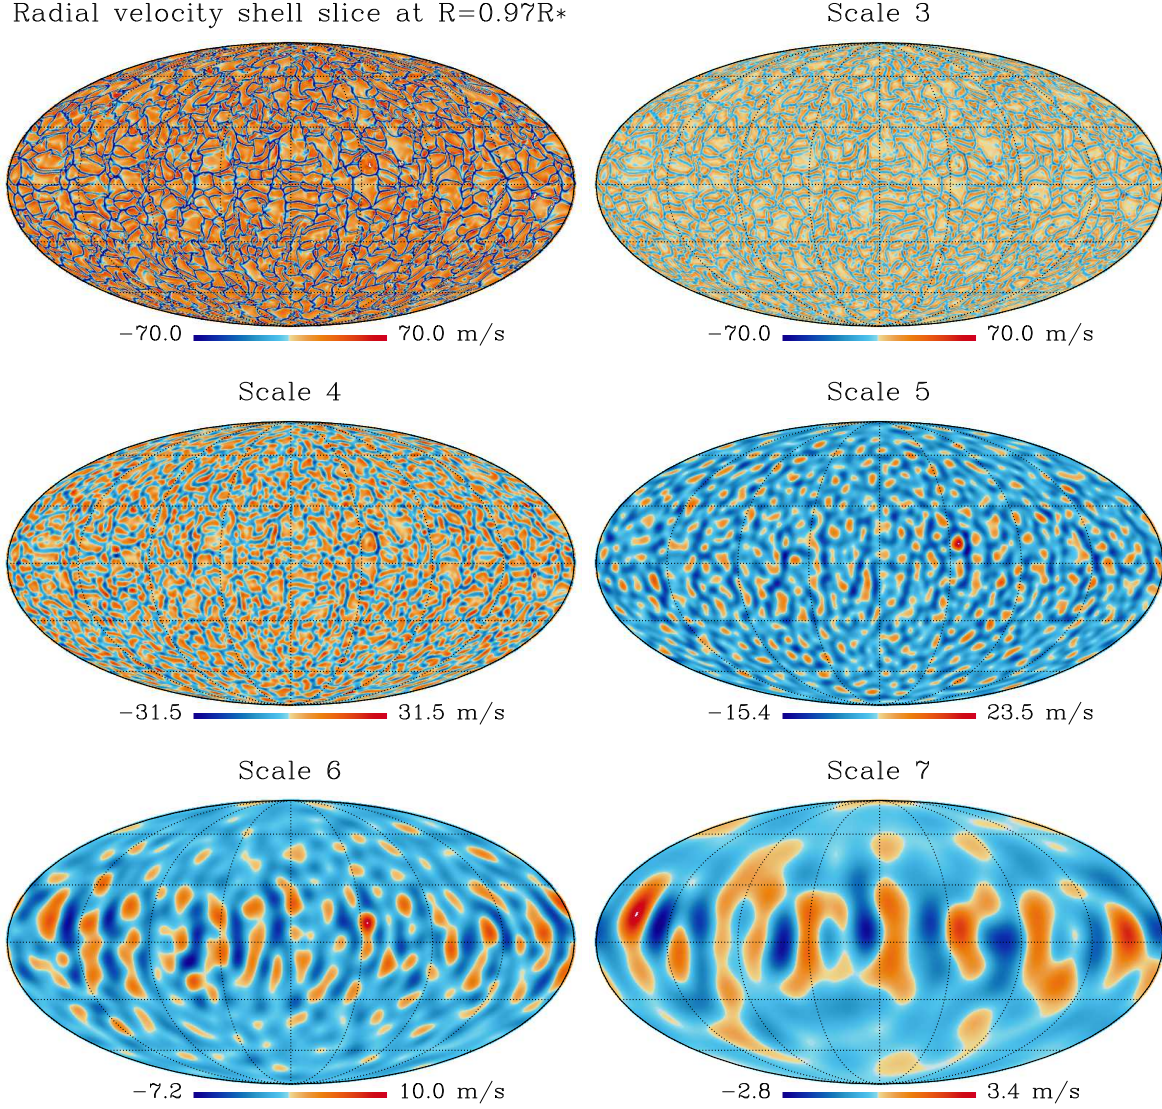 Radial velocity shell slice at R=0.97R*
Scale 3
−70.0 70.0 m/s
−70.0 70.0 m/s
Scale 4
Scale 5
−31.5 31.5 m/s
−15.4 23.5 m/s
Scale 6
Scale 7
−7.2 10.0 m/s
−2.8 3.4 m/s